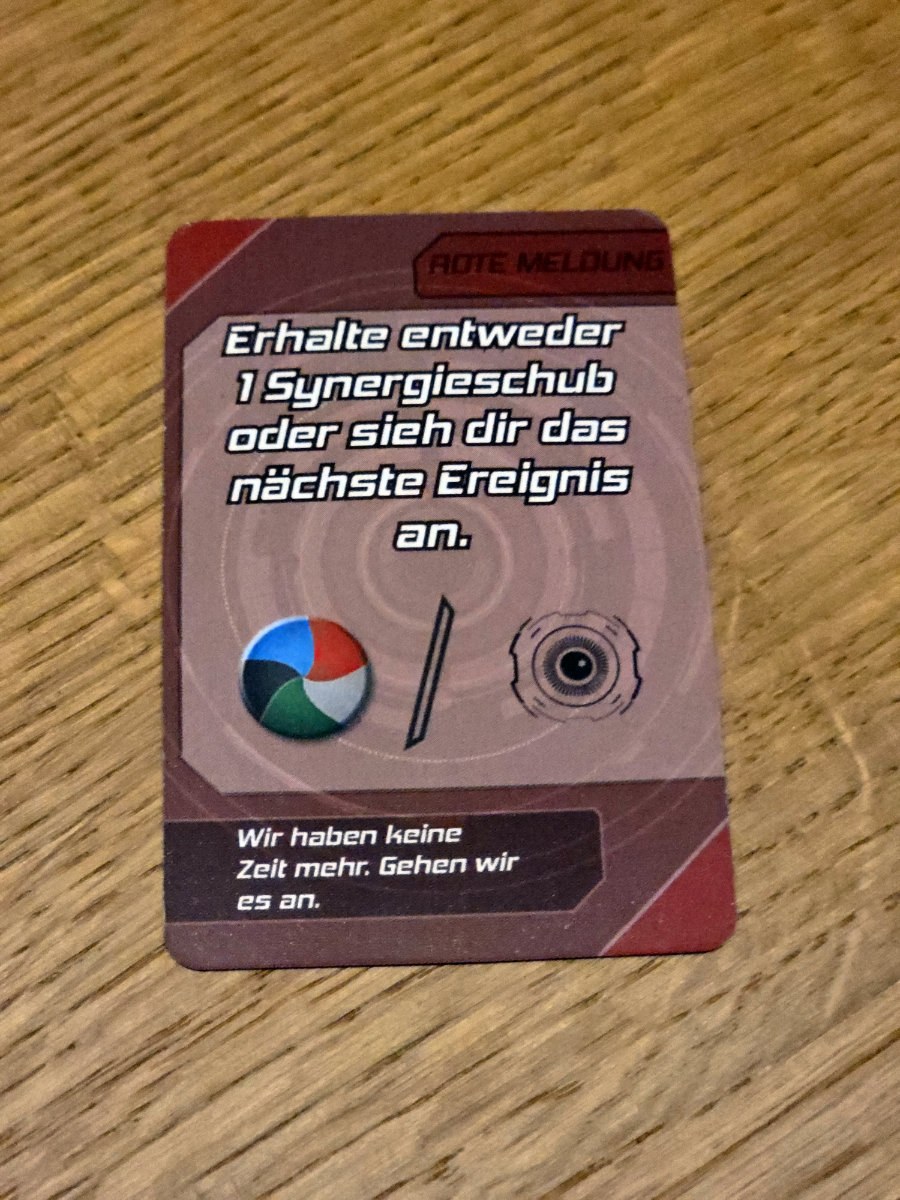 ROTE MELDUNG
Erhalte entweder
1 Synergieschub
oder sieh dir das
nächste Ereignis
an.
Wir haben keine
Zeit mehr. Gehen wir
es an.